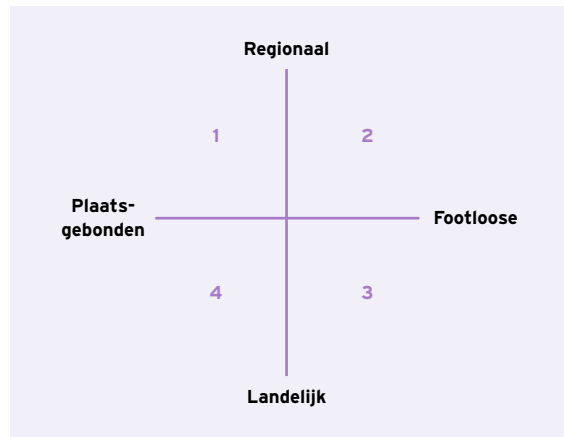 Regionaal
1
2
Plaats-
gebonden
Footloose
4
3
Landelijk